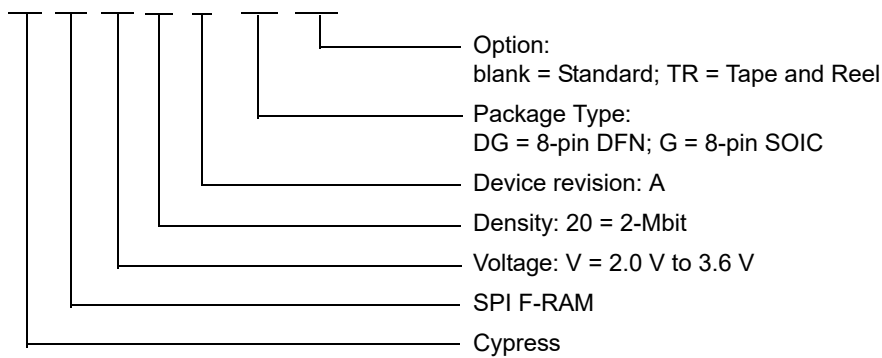 Option:
blank = Standard; TR = Tape and Reel
Package Type:
DG = 8-pin DFN; G = 8-pin SOIC
Device revision: A
Density: 20 = 2-Mbit
Voltage: V = 2.0 V to 3.6 V
SPI F-RAM
Cypress